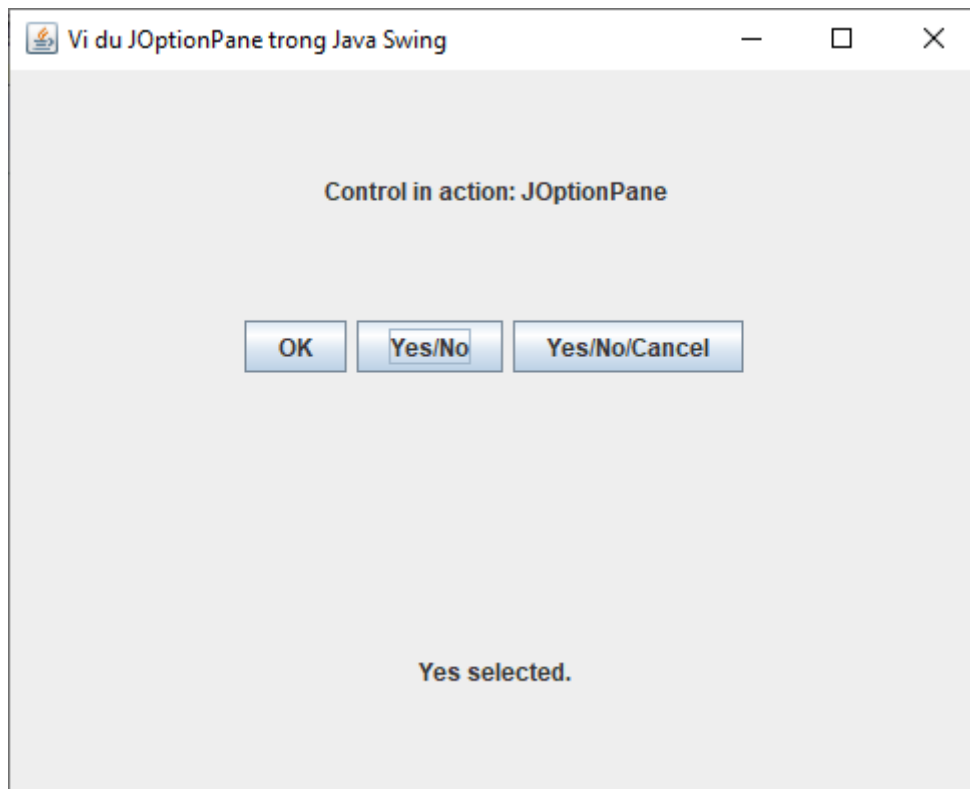 Vi du JOptionPane trong Java Swing
Control in action: JOptionPane
OK Yes/No Yes/No/Cancel
Yes selected.